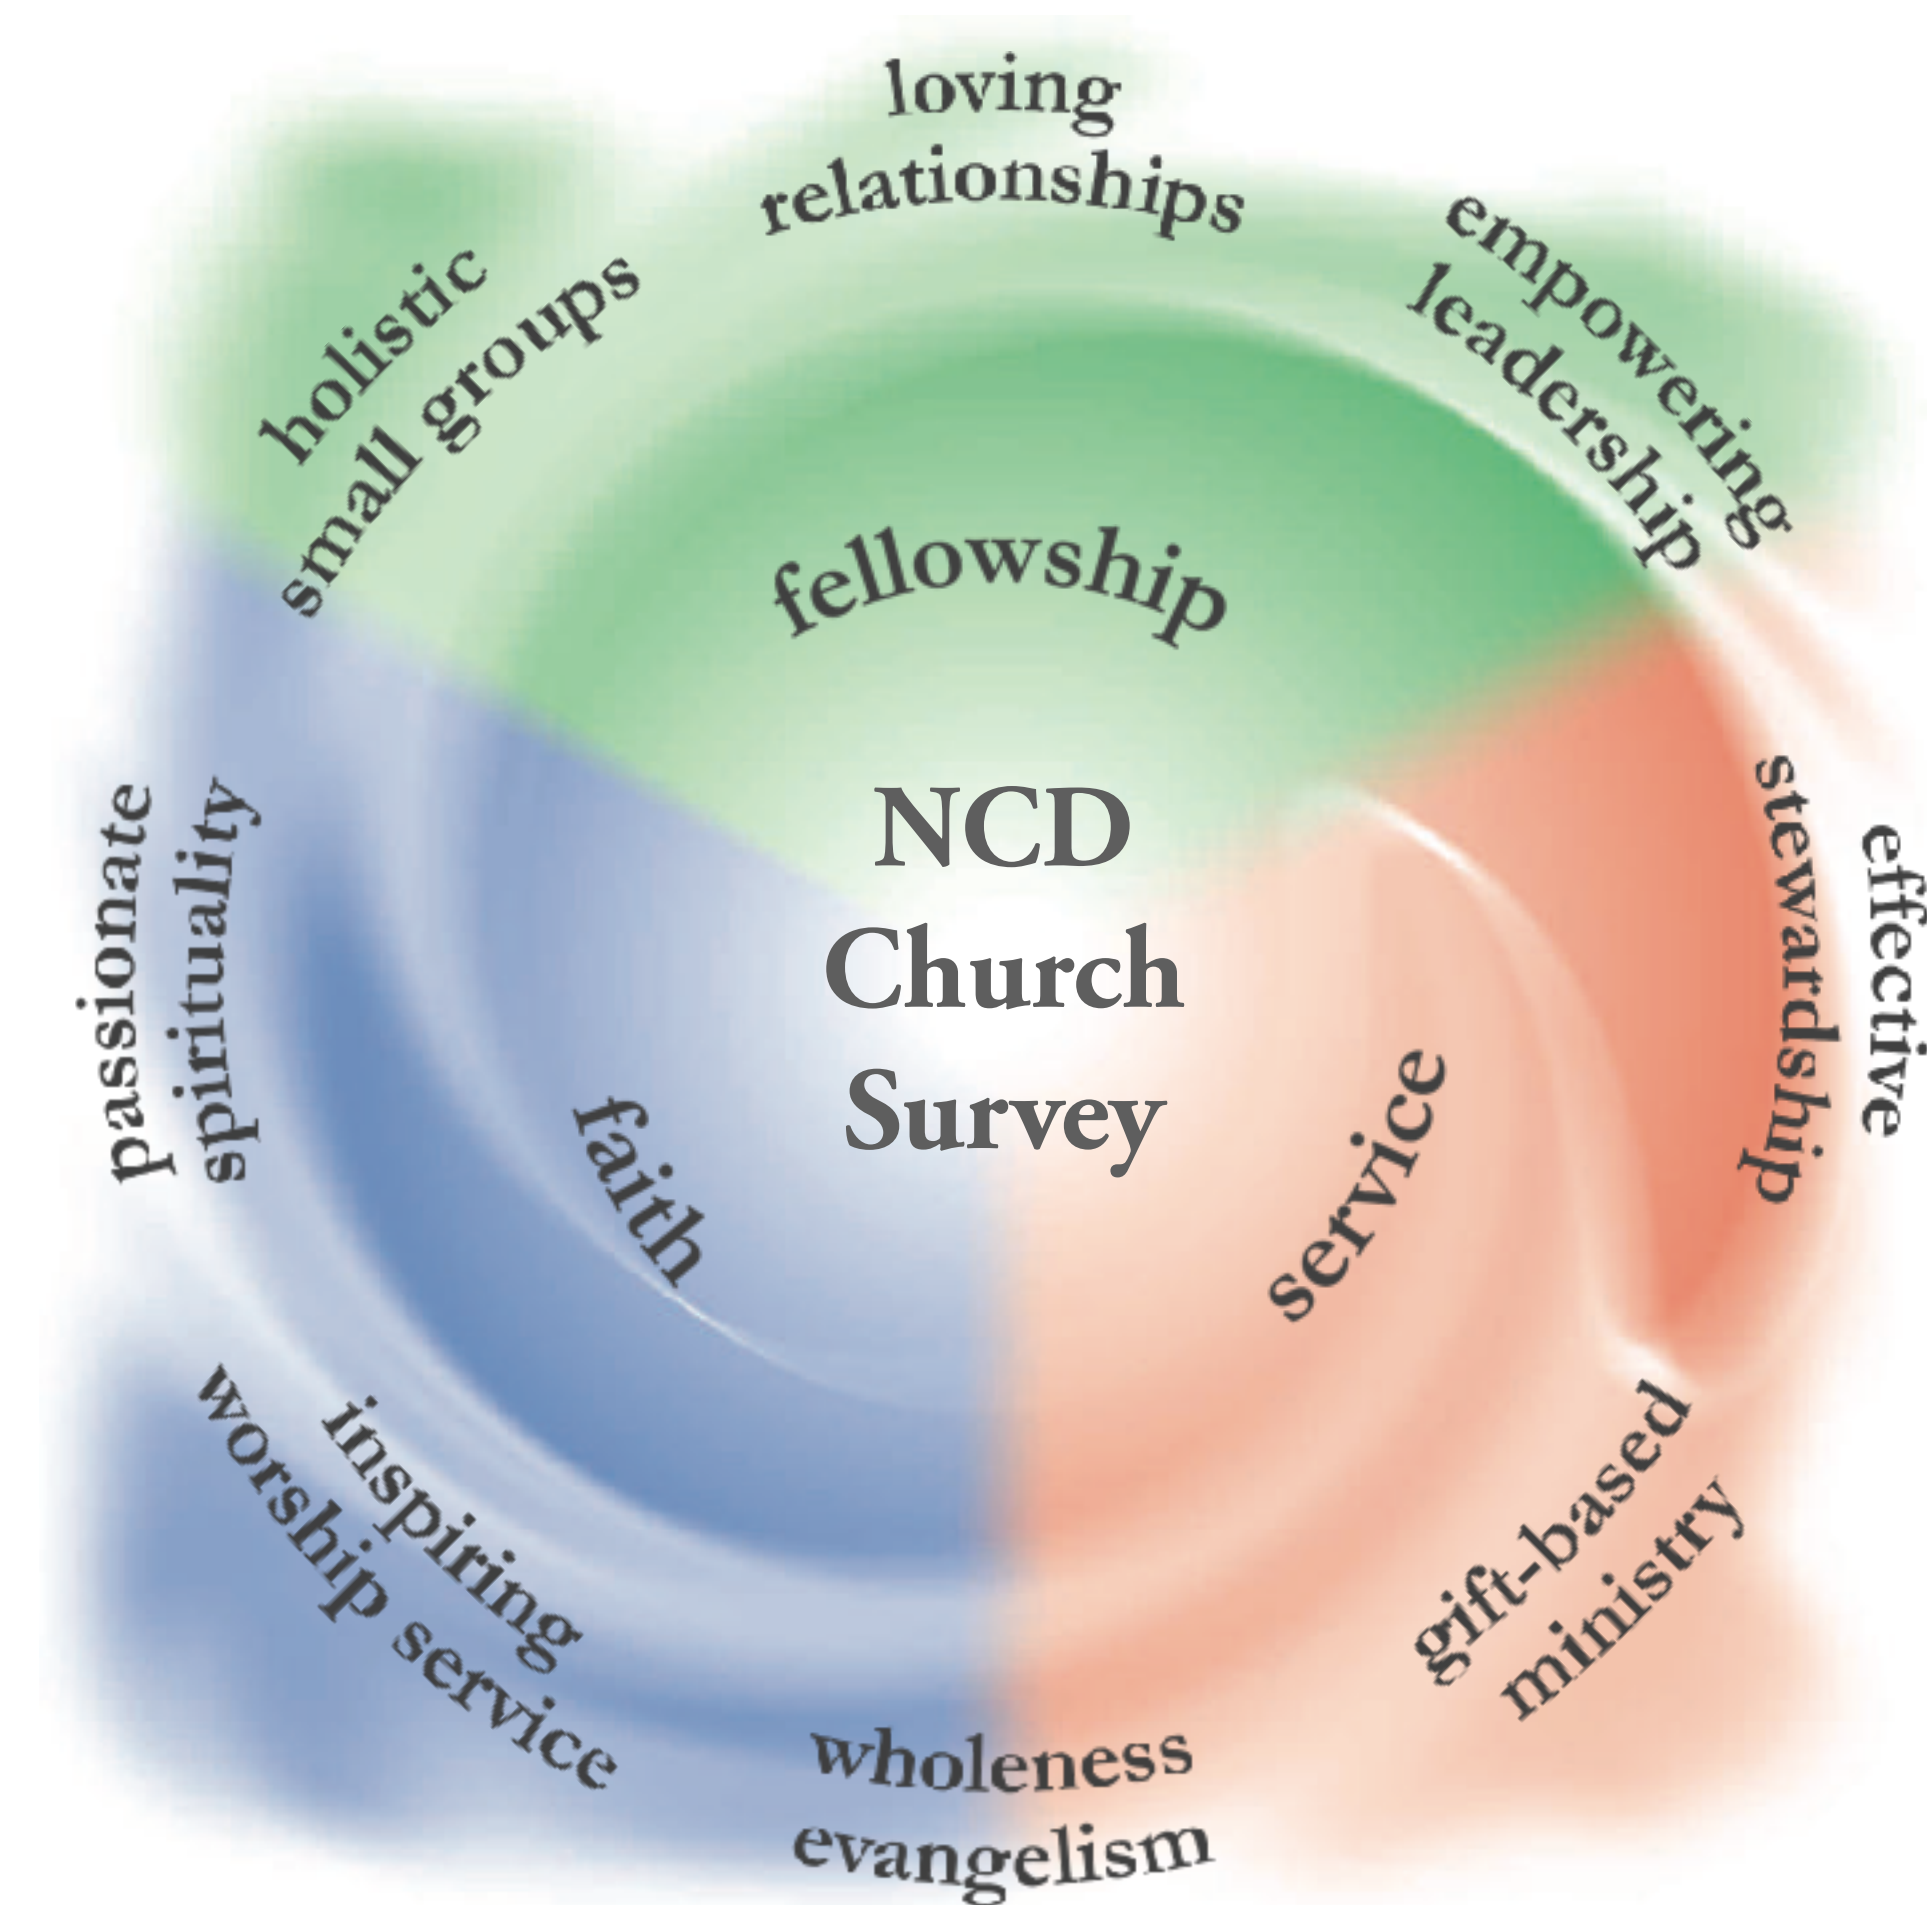 loving
relationships
empowering
leadership
holistic
small groups
fellowship
NCD
Church
Survey
effective
stewardship
passionate
spirituality
faith
service
inspiring
worship service
gift-based
ministry
wholeness
evangelism